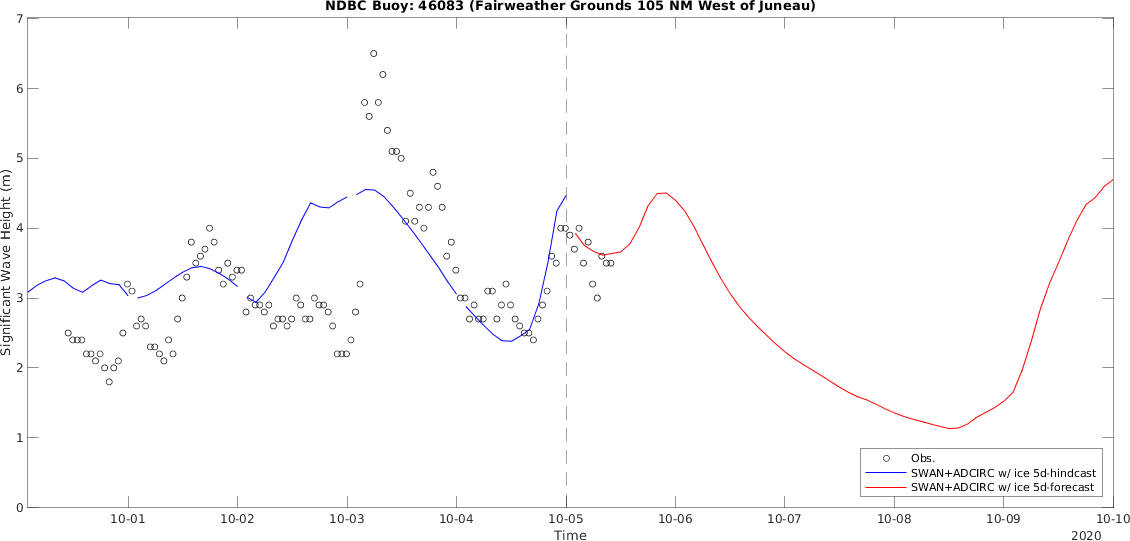 NDBC Buoy: 46083 (Fairweather Grounds 105 NM West of Juneau)
7
6
5
4
3
2
1
0
Significant Wave Height (m)
Obs.
SWAN+ADCIRC w/ ice 5d-hindcast
SWAN+ADCIRC w/ ice 5d-forecast
10-01 10-02 10-03 10-04 10-05 10-06 10-07 10-08 10-09 10-10
Time
2020